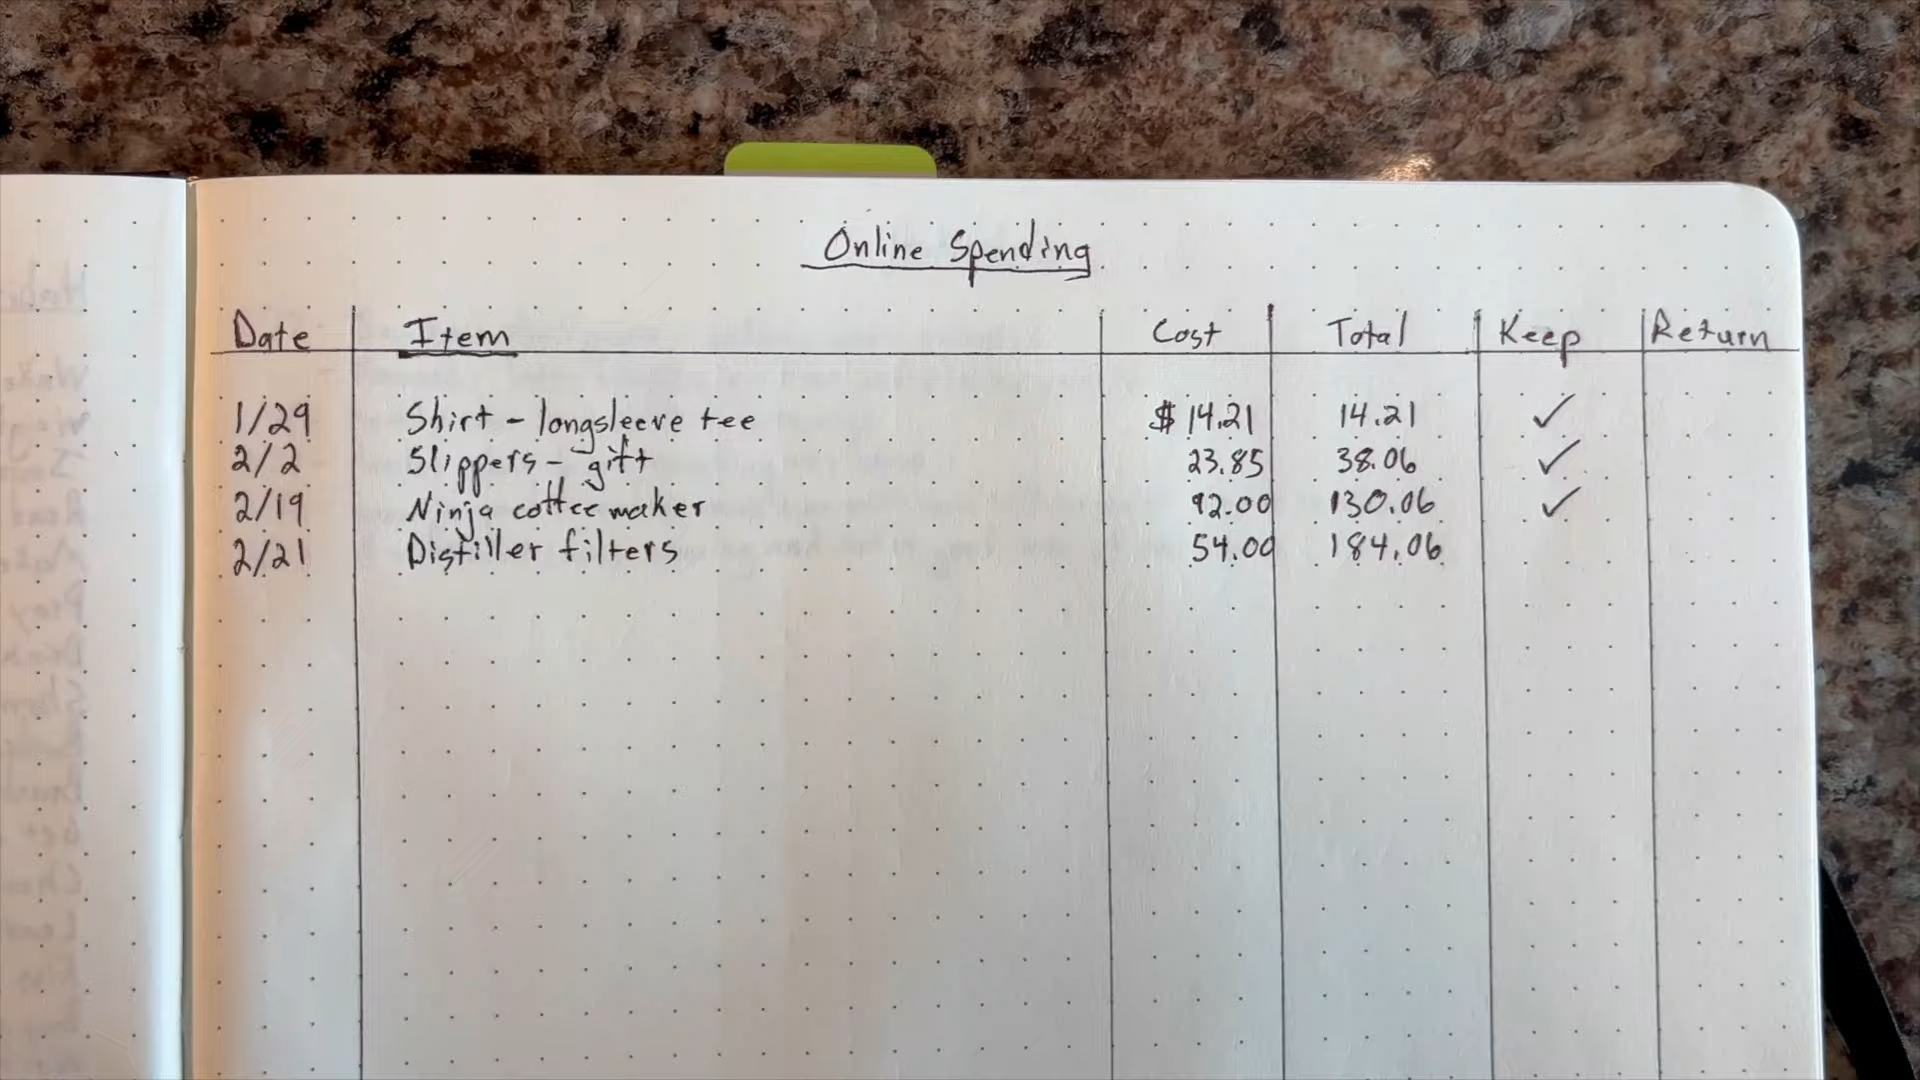 Online Spending
Date Item Cost Total Keep Return
1/29 Shirt - longsleeve tee $14.21 14.21 ✓
2/2 Slippers - gift 23.85 38.06 ✓
2/19 Ninja coffee maker 92.00 130.06 ✓
2/21 Distiller filters 54.00 184.06